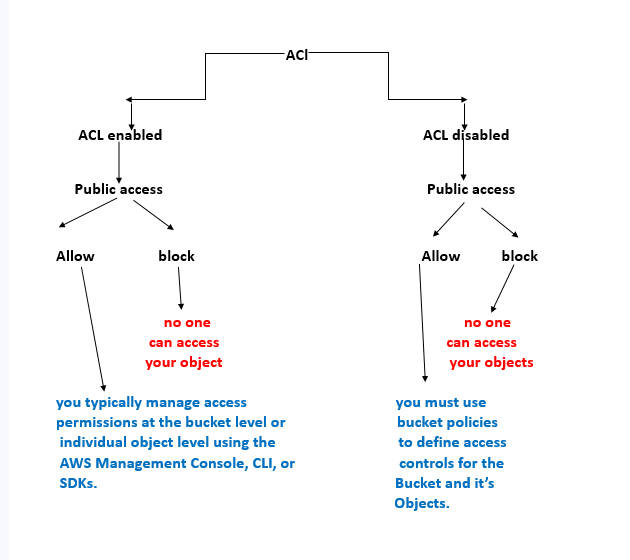 ACl
ACL enabled
ACL disabled
Public access
Public access
Allow
block
Allow
block
no one
can access
your object
no one
can access
your objects
you typically manage access
permissions at the bucket level or
individual object level using the
AWS Management Console, CLI, or
SDKs.
you must use
bucket policies
to define access
controls for the
Bucket and it’s
Objects.